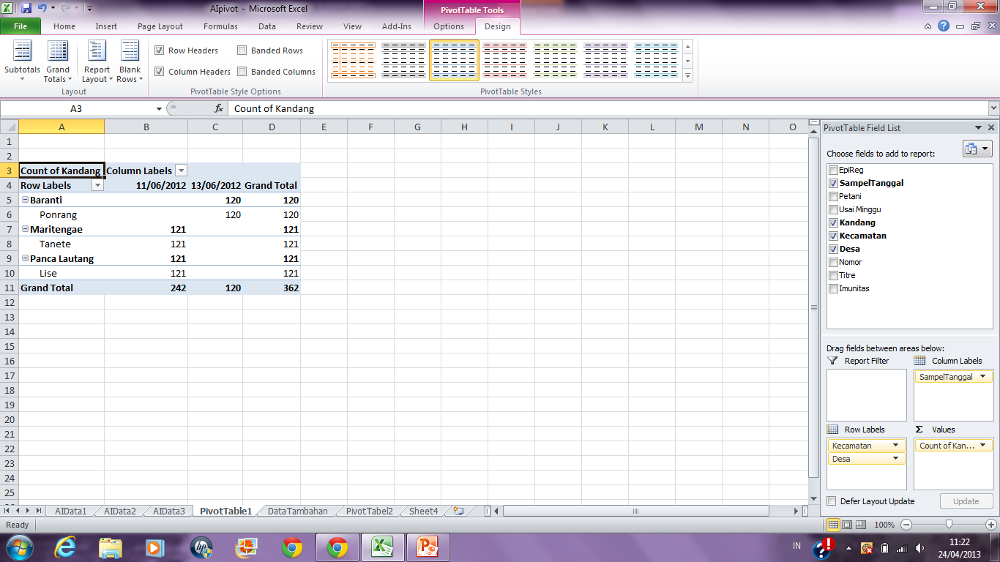 AIpivot - Microsoft Excel
PivotTable Tools
File Home Insert Page Layout Formulas Data Review View Add-Ins Options Design
Subtotals Grand Totals Report Layout Blank Rows
Row Headers Banded Rows
Column Headers Banded Columns
Layout PivotTable Style Options PivotTable Styles
A3 fx Count of Kandang
A B C D E F G H I J K L M N O
1
2
3 Count of Kandang Column Labels
4 Row Labels 11/06/2012 13/06/2012 Grand Total
5 Baranti 120 120
6 Ponrang 120 120
7 Maritengae 121 121
8 Tanete 121 121
9 Panca Lautang 121 121
10 Lise 121 121
11 Grand Total 242 120 362
12
13
14
15
16
17
18
19
20
21
22
23
24
25
PivotTable Field List
Choose fields to add to report:
EpiReg
SampelTanggal
Petani
Usai Minggu
Kandang
Kecamatan
Desa
Nomor
Titre
Imunitas
Drag fields between areas below:
Report Filter Column Labels
SampelTanggal
Row Labels Σ Values
Kecamatan Count of Kan...
Desa
Defer Layout Update Update
AIData1 AIData2 AIData3 PivotTable1 DataTambahan PivotTabel2 Sheet4
Ready 100%
IN 11:22
24/04/2013